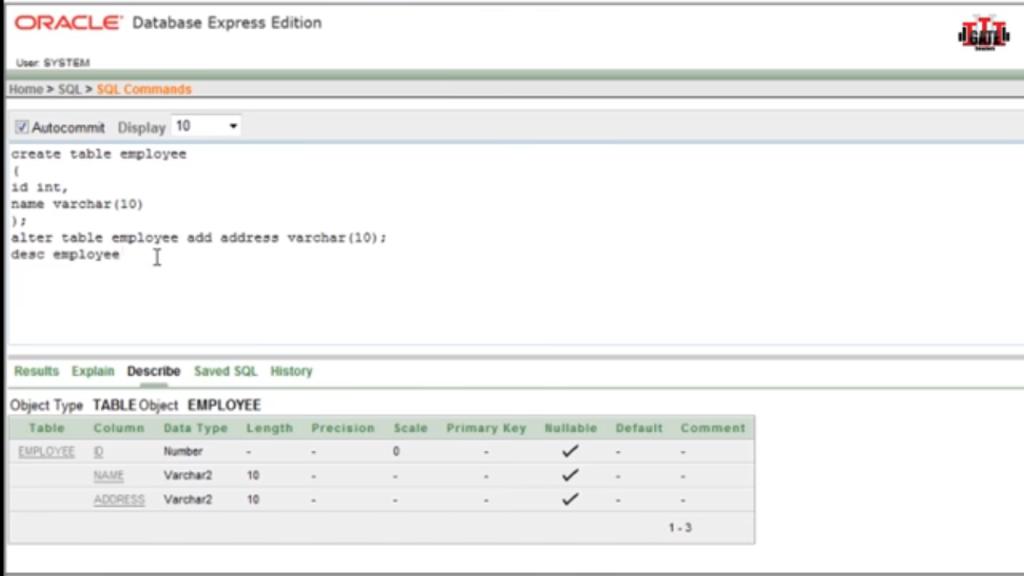 ORACLE Database Express Edition
GATE
User: SYSTEM
Home > SQL > SQL Commands
Autocommit Display 10
create table employee
(
id int,
name varchar(10)
);
alter table employee add address varchar(10);
desc employee
Results Explain Describe Saved SQL History
Object Type TABLE Object EMPLOYEE
Table Column Data Type Length Precision Scale Primary Key Nullable Default Comment
EMPLOYEE ID Number - - 0 - - -
NAME Varchar2 10 - - - - -
ADDRESS Varchar2 10 - - - - -
1 - 3